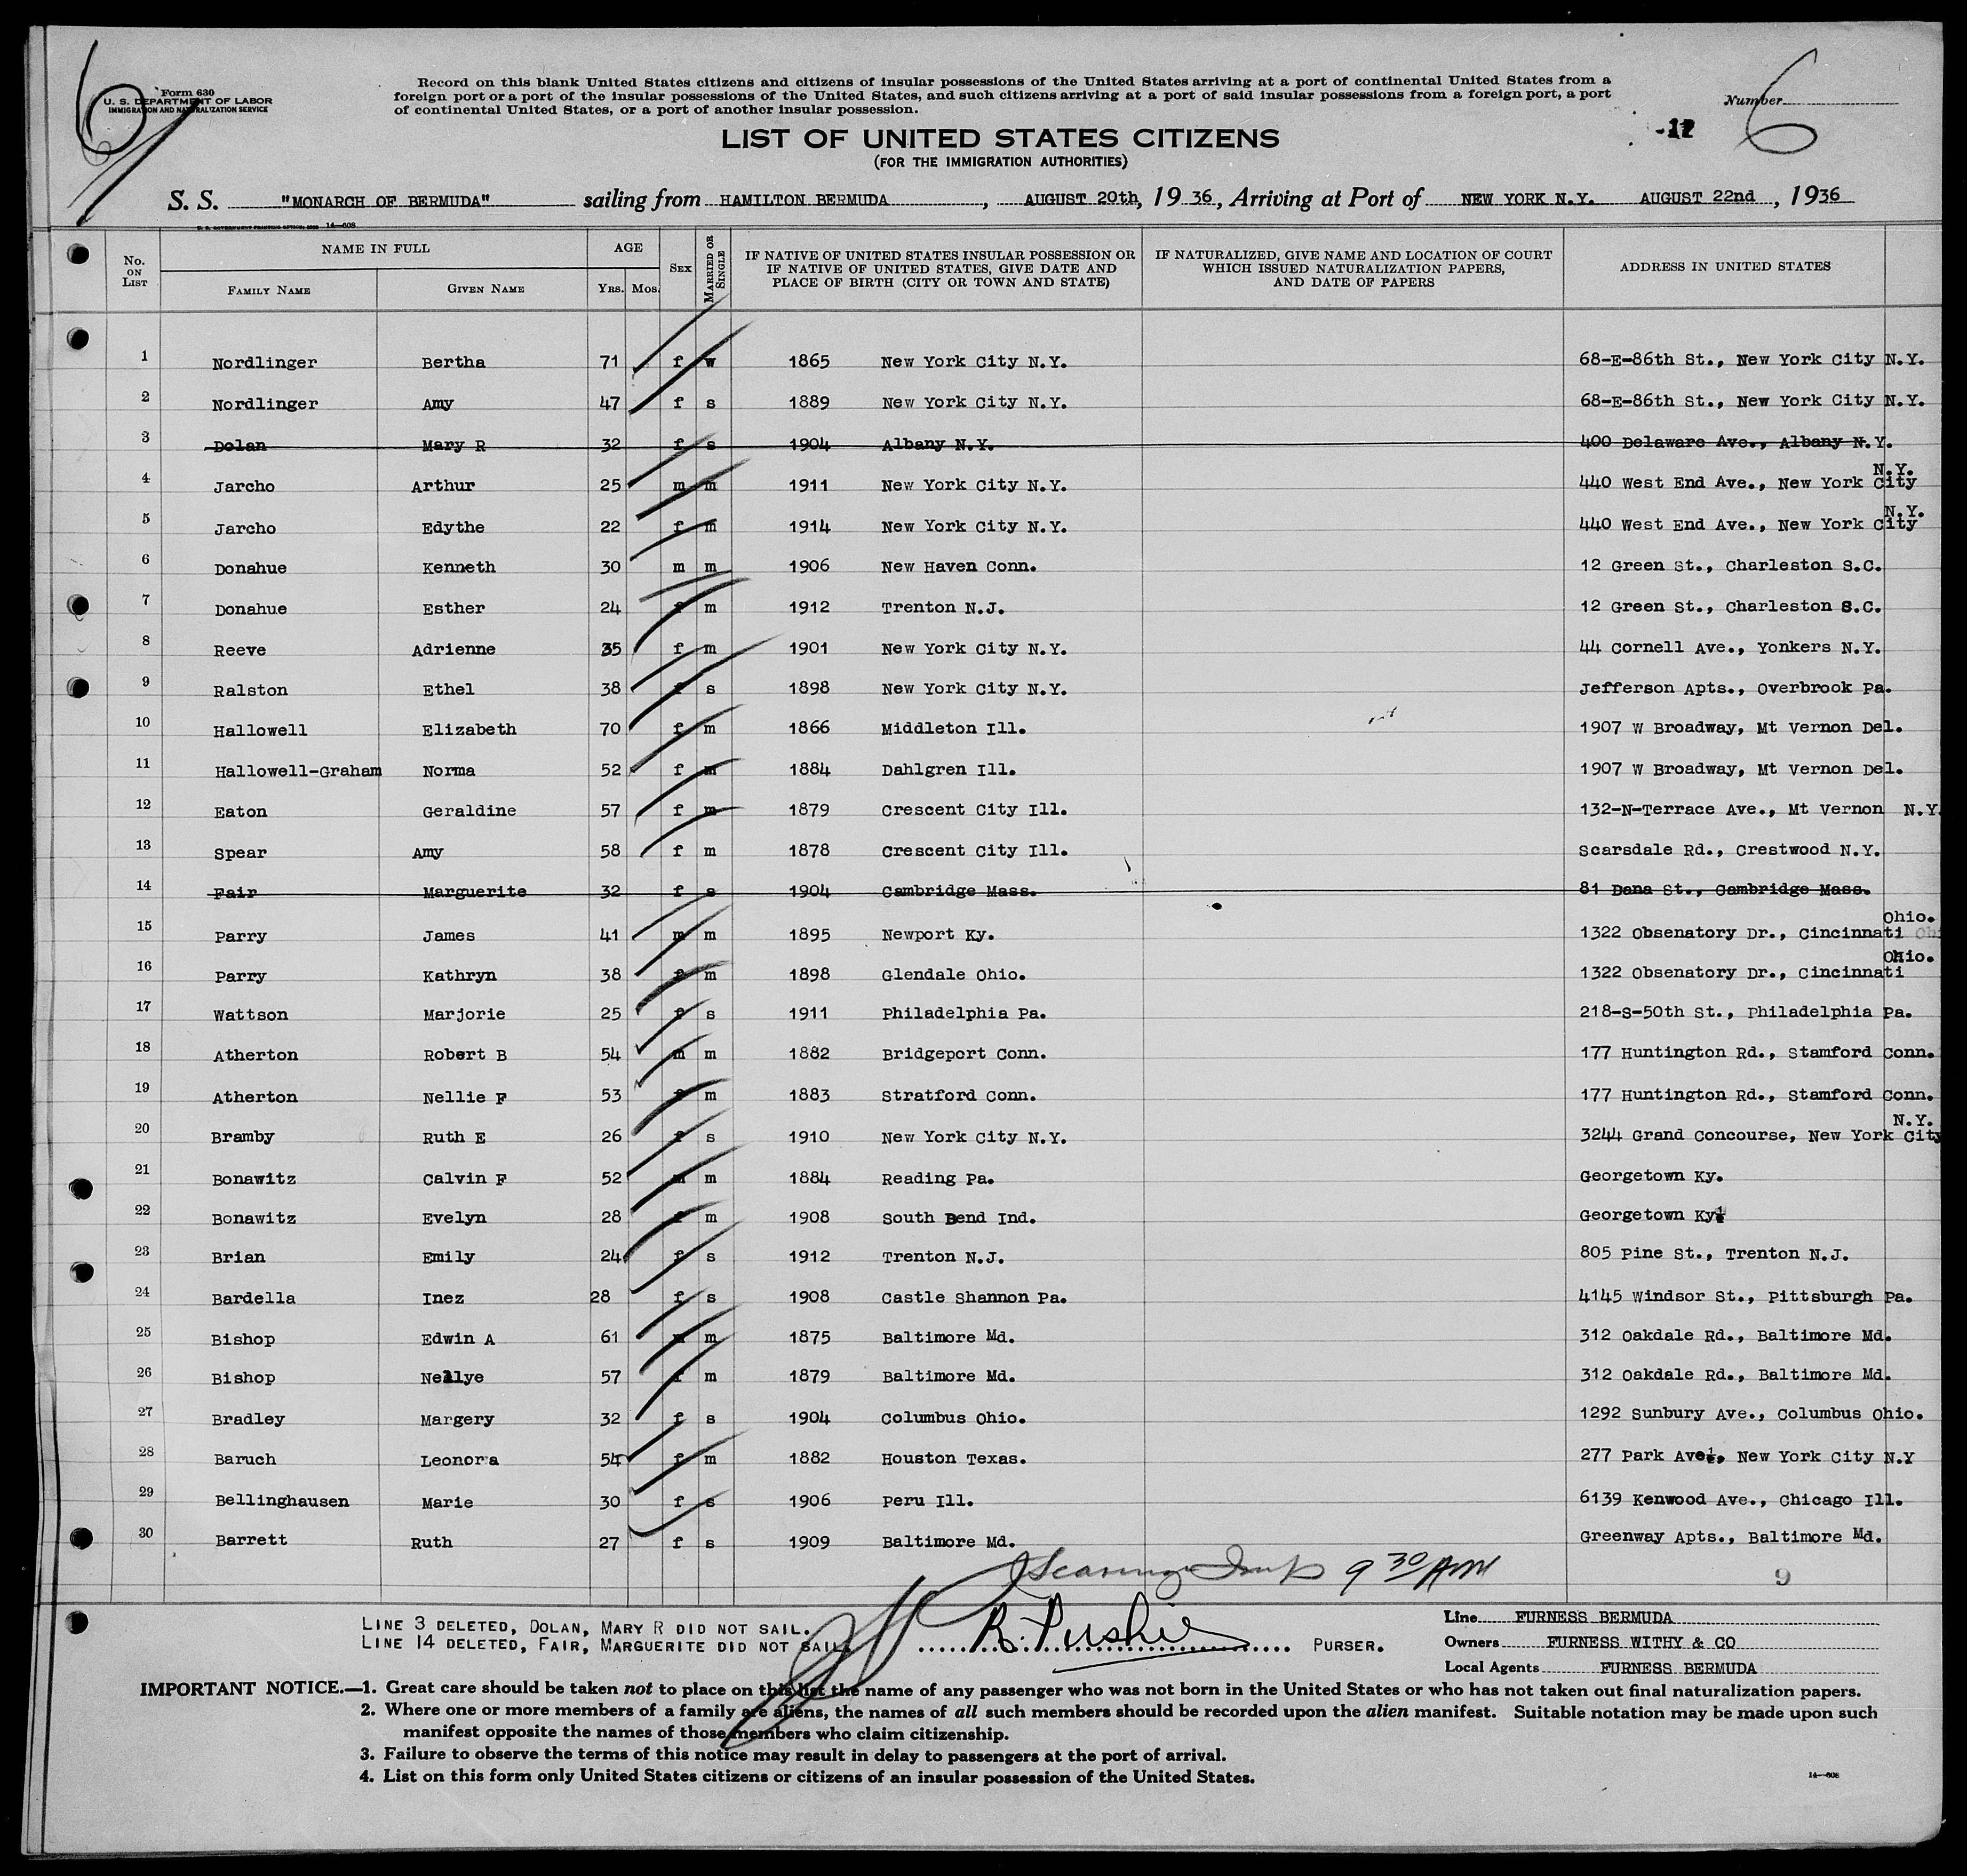 6
Form 630
U. S. DEPARTMENT OF LABOR
IMMIGRATION AND NATURALIZATION SERVICE
Record on this blank United States citizens and citizens of insular possessions of the United States arriving at a port of continental United States from a
foreign port or a port of the insular possessions of the United States, and such citizens arriving at a port of said insular possessions from a foreign port, a port
of continental United States, or a port of another insular possession.
Number
6
LIST OF UNITED STATES CITIZENS
(FOR THE IMMIGRATION AUTHORITIES)
S. S. "MONARCH OF BERMUDA" sailing from HAMILTON BERMUDA, AUGUST 20th, 19 36, Arriving at Port of NEW YORK N.Y. AUGUST 22nd, 1936
14—608
No. ON LIST NAME IN FULL AGE SEX MARRIED OR SINGLE IF NATIVE OF UNITED STATES INSULAR POSSESSION OR IF NATIVE OF UNITED STATES, GIVE DATE AND PLACE OF BIRTH (CITY OR TOWN AND STATE) IF NATURALIZED, GIVE NAME AND LOCATION OF COURT WHICH ISSUED NATURALIZATION PAPERS, AND DATE OF PAPERS ADDRESS IN UNITED STATES
FAMILY NAME GIVEN NAME YRS. MOS.
1 Nordlinger Bertha 71 f w 1865 New York City N.Y. 68-E-86th St., New York City N.Y.
2 Nordlinger Amy 47 f s 1889 New York City N.Y. 68-E-86th St., New York City N.Y.
3 Dolan Mary R 32 f s 1904 Albany N.Y. 400 Delaware Ave., Albany N.Y.
4 Jarcho Arthur 25 m m 1911 New York City N.Y. 440 West End Ave., New York City N.Y.
5 Jarcho Edythe 22 f m 1914 New York City N.Y. 440 West End Ave., New York City N.Y.
6 Donahue Kenneth 30 m m 1906 New Haven Conn. 12 Green St., Charleston S.C.
7 Donahue Esther 24 f m 1912 Trenton N.J. 12 Green St., Charleston S.C.
8 Reeve Adrienne 35 f m 1901 New York City N.Y. 44 Cornell Ave., Yonkers N.Y.
9 Ralston Ethel 38 f s 1898 New York City N.Y. Jefferson Apts., Overbrook Pa.
10 Hallowell Elizabeth 70 f m 1866 Middleton Ill. 1907 W Broadway, Mt Vernon Del.
11 Hallowell-Graham Norma 52 f m 1884 Dahlgren Ill. 1907 W Broadway, Mt Vernon Del.
12 Eaton Geraldine 57 f m 1879 Crescent City Ill. 132-N-Terrace Ave., Mt Vernon N.Y.
13 Spear Amy 58 f m 1878 Crescent City Ill. Scarsdale Rd., Crestwood N.Y.
14 Fair Marguerite 32 f s 1904 Cambridge Mass. 81 Dana St., Cambridge Mass.
15 Parry James 41 m m 1895 Newport Ky. 1322 Obsenatory Dr., Cincinnati Ohio.
16 Parry Kathryn 38 f m 1898 Glendale Ohio. 1322 Obsenatory Dr., Cincinnati Ohio.
17 Wattson Marjorie 25 f s 1911 Philadelphia Pa. 218-S-50th St., Philadelphia Pa.
18 Atherton Robert B 54 m m 1882 Bridgeport Conn. 177 Huntington Rd., Stamford Conn.
19 Atherton Nellie F 53 f m 1883 Stratford Conn. 177 Huntington Rd., Stamford Conn.
20 Bramby Ruth E 26 f s 1910 New York City N.Y. 3244 Grand Concourse, New York City N.Y.
21 Bonawitz Calvin F 52 m m 1884 Reading Pa. Georgetown Ky.
22 Bonawitz Evelyn 28 f m 1908 South Bend Ind. Georgetown Ky.
23 Brian Emily 24 f s 1912 Trenton N.J. 805 Pine St., Trenton N.J.
24 Bardella Inez 28 f s 1908 Castle Shannon Pa. 4145 Windsor St., Pittsburgh Pa.
25 Bishop Edwin A 61 m m 1875 Baltimore Md. 312 Oakdale Rd., Baltimore Md.
26 Bishop Nellye 57 f m 1879 Baltimore Md. 312 Oakdale Rd., Baltimore Md.
27 Bradley Margery 32 f s 1904 Columbus Ohio. 1292 Sunbury Ave., Columbus Ohio.
28 Baruch Leonora 54 f m 1882 Houston Texas. 277 Park Ave., New York City N.Y
29 Bellinghausen Marie 30 f s 1906 Peru Ill. 6139 Kenwood Ave., Chicago Ill.
30 Barrett Ruth 27 f s 1909 Baltimore Md. Greenway Apts., Baltimore Md.
9 30 AM
9
LINE 3 DELETED, DOLAN, MARY R DID NOT SAIL.
LINE 14 DELETED, FAIR, MARGUERITE DID NOT SAIL.
PURSER.
Line FURNESS BERMUDA
Owners FURNESS WITHY & CO
Local Agents FURNESS BERMUDA
IMPORTANT NOTICE.—1. Great care should be taken not to place on this list the name of any passenger who was not born in the United States or who has not taken out final naturalization papers.
2. Where one or more members of a family are aliens, the names of all such members should be recorded upon the alien manifest. Suitable notation may be made upon such
manifest opposite the names of those members who claim citizenship.
3. Failure to observe the terms of this notice may result in delay to passengers at the port of arrival.
4. List on this form only United States citizens or citizens of an insular possession of the United States.
14—608